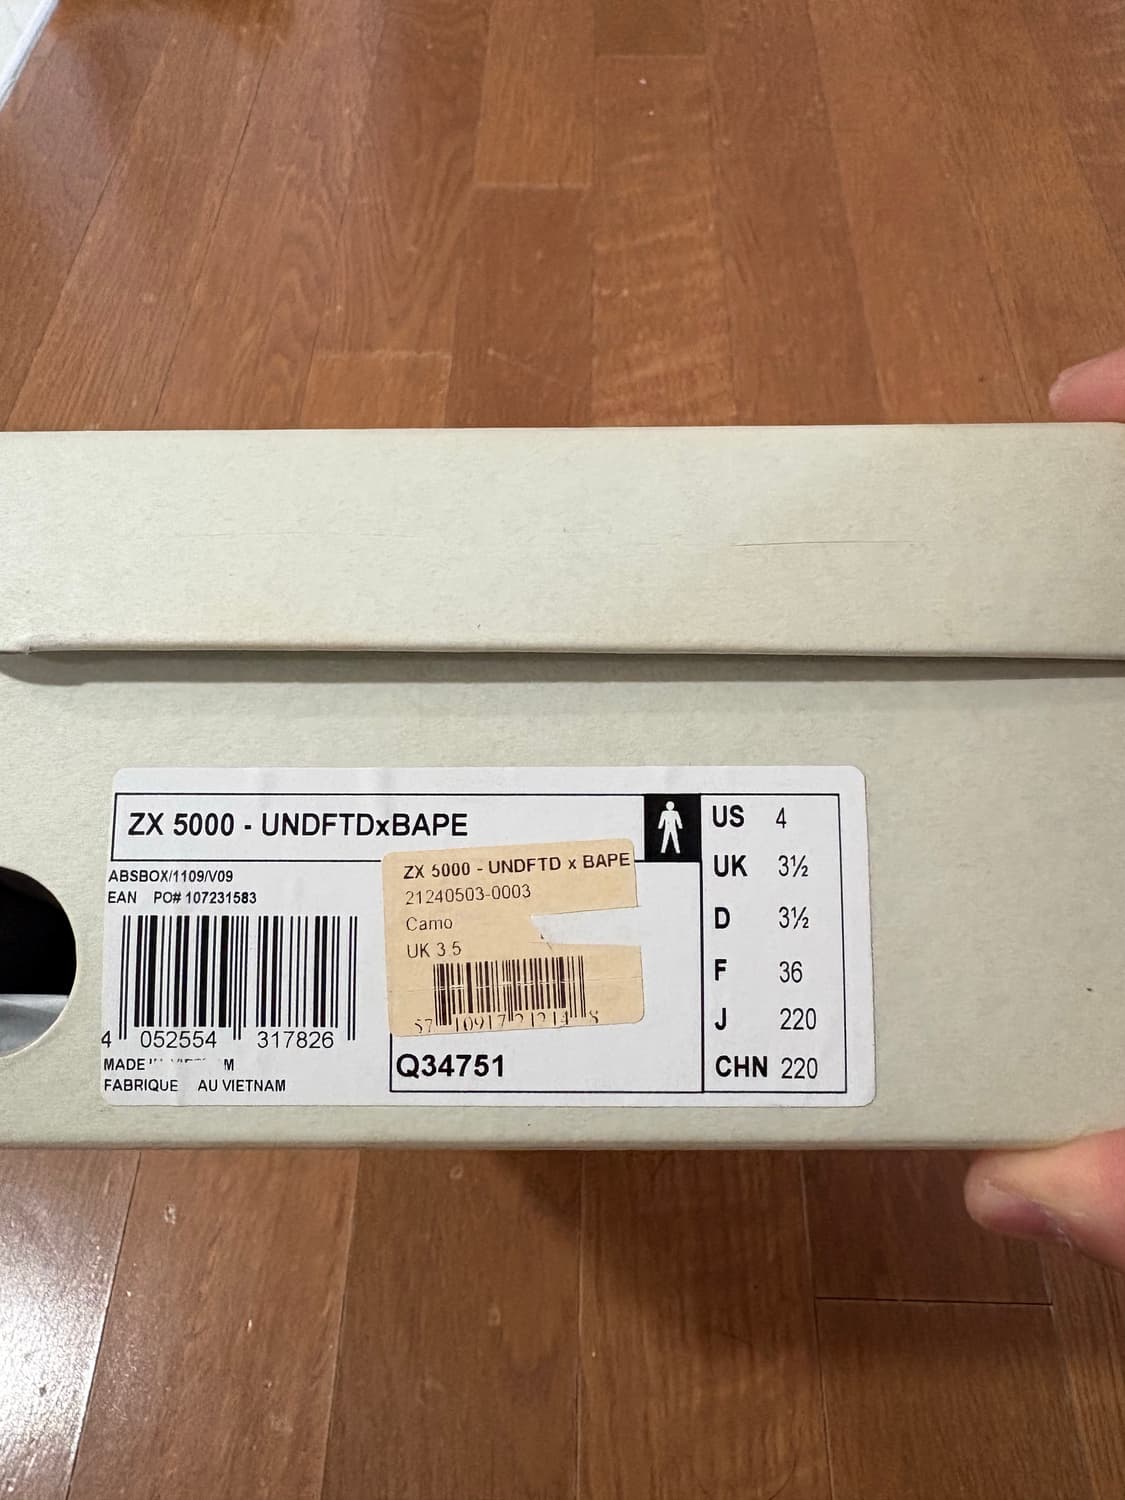 ZX 5000 - UNDFTDxBAPE
ABSBOX/1109/V09
EAN PO# 107231583
4 052554 317826
MADE
FABRIQUE AU VIETNAM
ZX 5000 - UNDFTD x BAPE
21240503-0003
Camo
UK 3.5
Q34751
US 4
UK 3½
D 3½
F 36
J 220
CHN 220